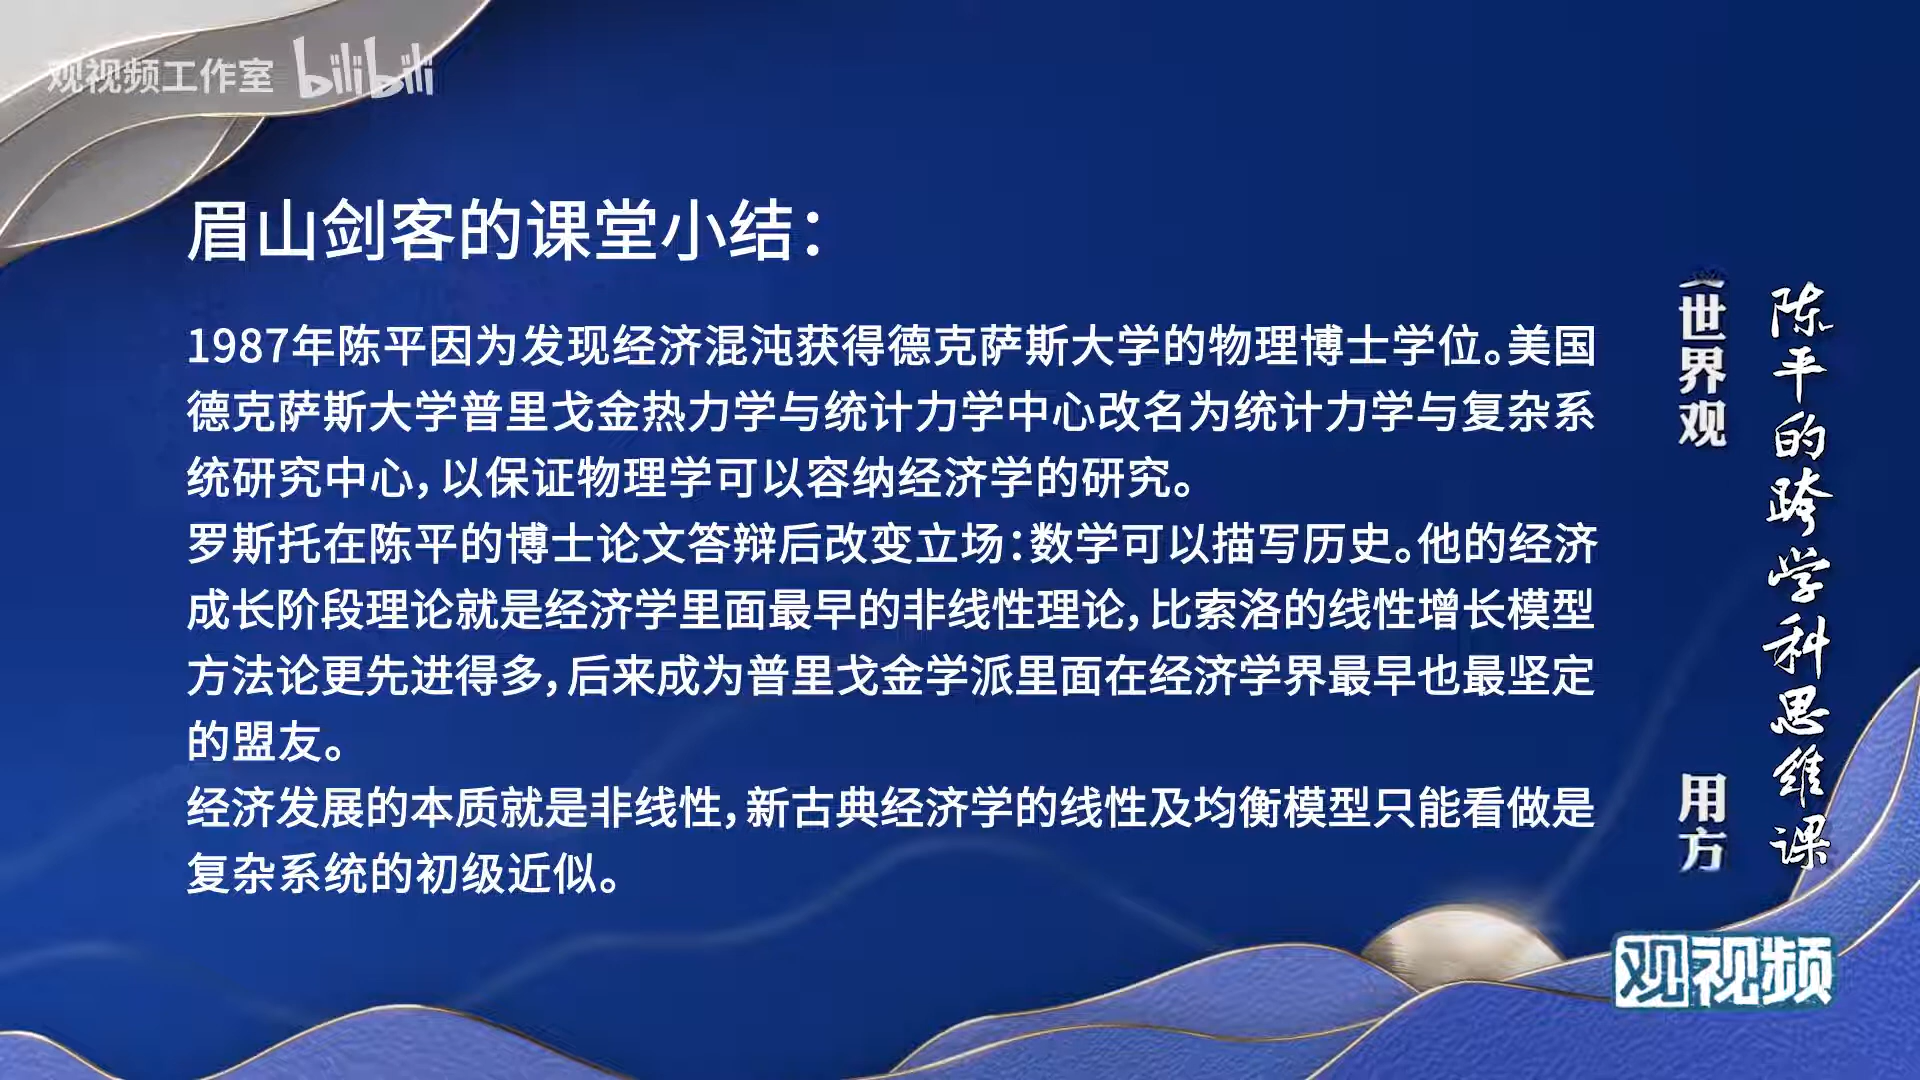 观视频工作室 bilibili
眉山剑客的课堂小结：
1987年陈平因为发现经济混沌获得德克萨斯大学的物理博士学位。美国
德克萨斯大学普里戈金热力学与统计力学中心改名为统计力学与复杂系
统研究中心，以保证物理学可以容纳经济学的研究。
罗斯托在陈平的博士论文答辩后改变立场：数学可以描写历史。他的经济
成长阶段理论就是经济学里面最早的非线性理论，比索洛的线性增长模型
方法论更先进得多，后来成为普里戈金学派里面在经济学界最早也最坚定
的盟友。
经济发展的本质就是非线性，新古典经济学的线性及均衡模型只能看做是
复杂系统的初级近似。
陈平的跨学科思维课
世界观
用方
观视频